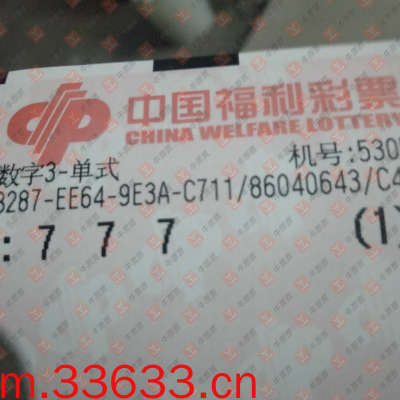 中国福利彩票
CHINA WELFARE LOTTERY
数字3-单式
机号:530
3287-EE64-9E3A-C711/86040643/C4
:7 7 7
(1)
m.33633.cn